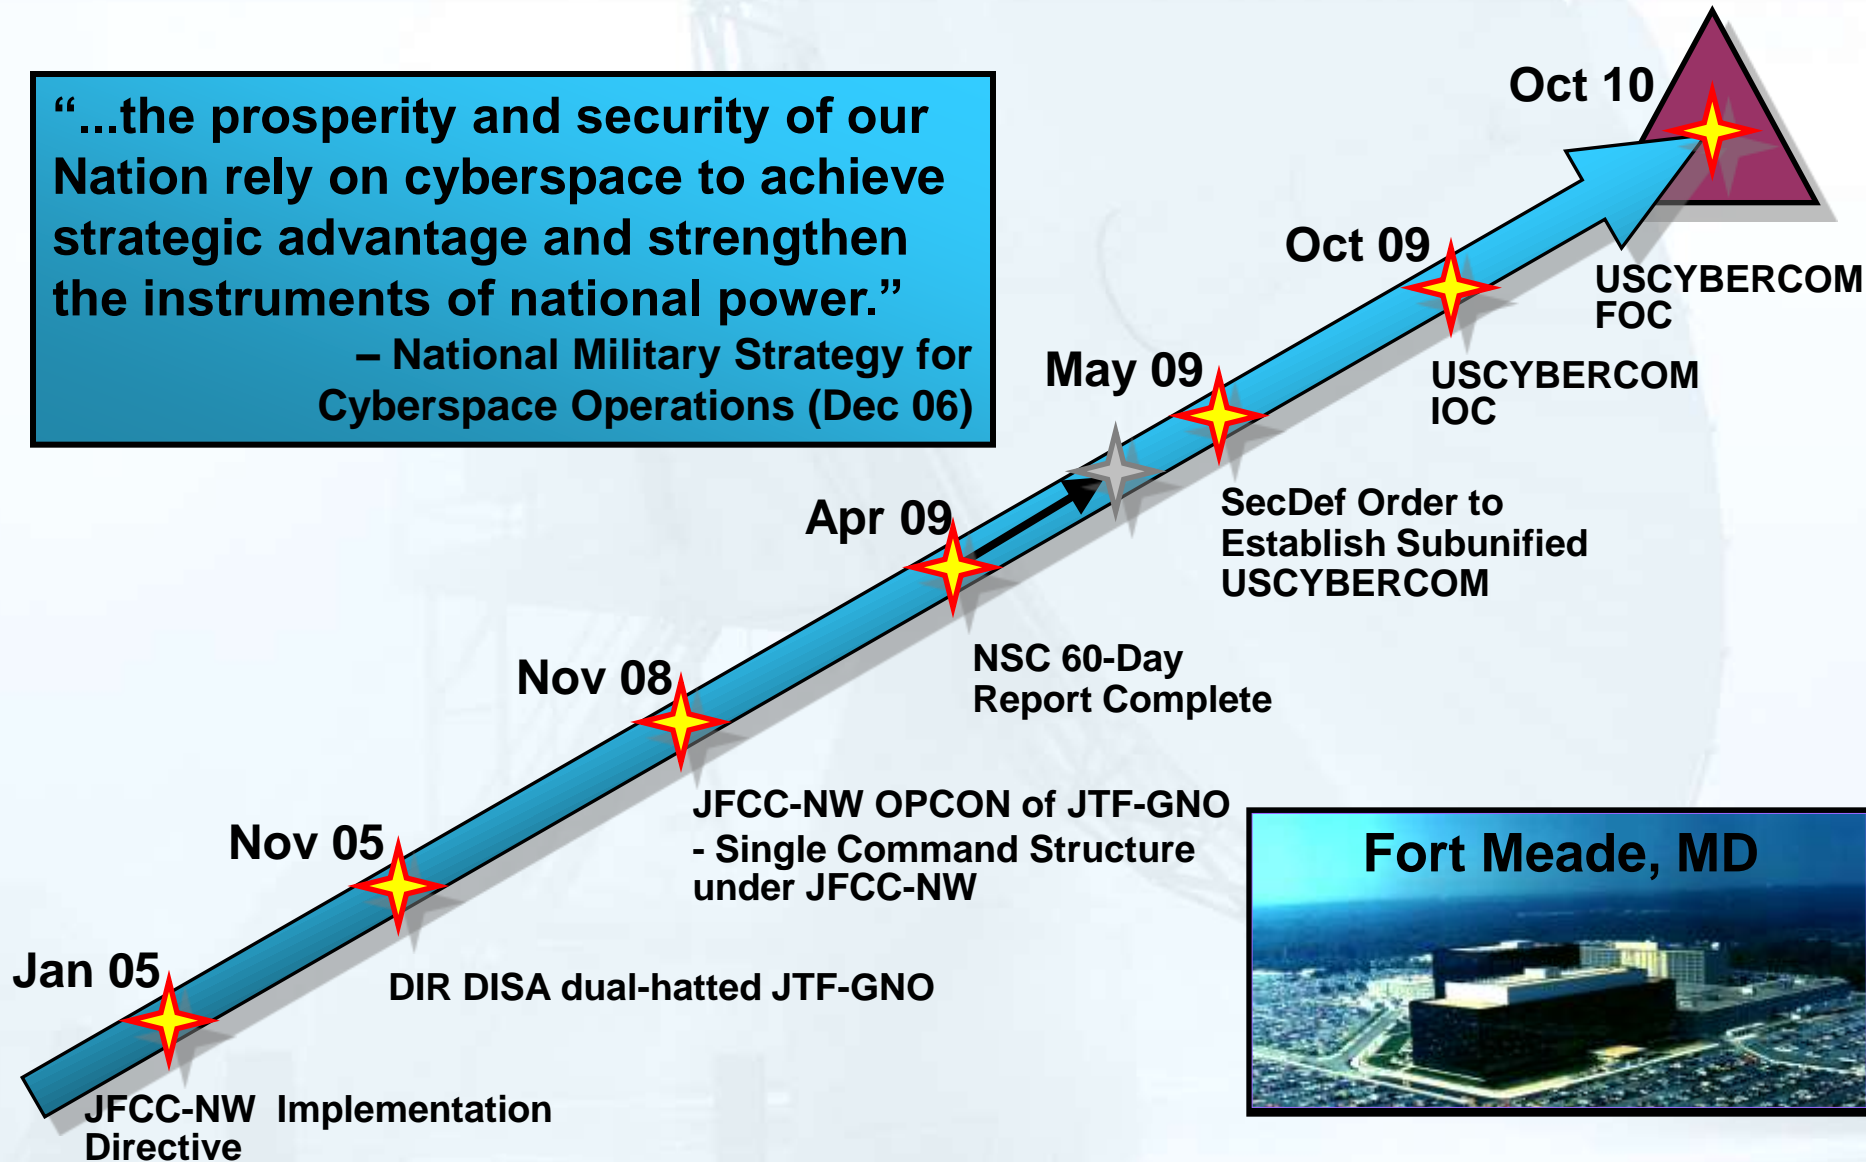 “...the prosperity and security of our
Nation rely on cyberspace to achieve
strategic advantage and strengthen
the instruments of national power.”
– National Military Strategy for
Cyberspace Operations (Dec 06)
Oct 10
USCYBERCOM
FOC
Oct 09
USCYBERCOM
IOC
May 09
SecDef Order to
Establish Subunified
USCYBERCOM
Apr 09
NSC 60-Day
Report Complete
Nov 08
JFCC-NW OPCON of JTF-GNO
- Single Command Structure
under JFCC-NW
Nov 05
DIR DISA dual-hatted JTF-GNO
Jan 05
JFCC-NW Implementation
Directive
Fort Meade, MD